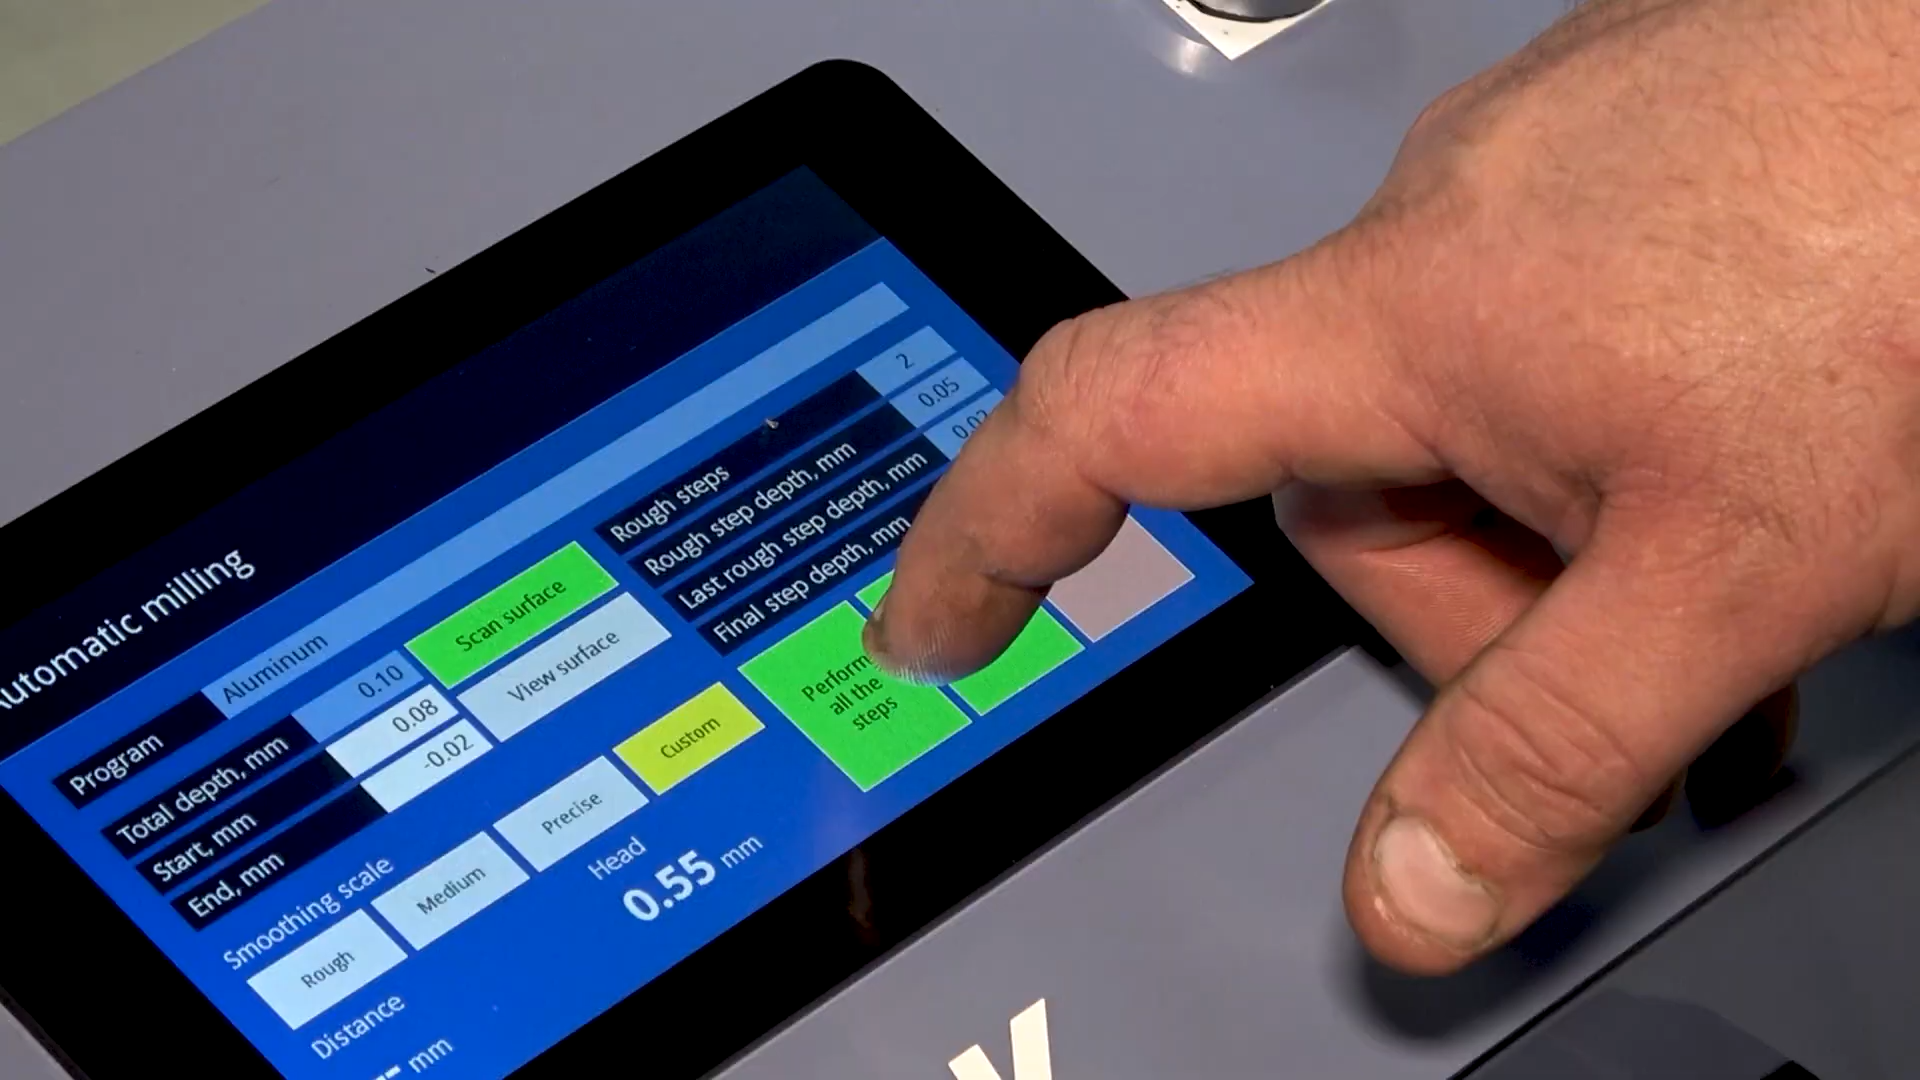 Automatic milling
Program Aluminum
Total depth, mm 0.10
Start, mm 0.08
End, mm -0.02
Scan surface
View surface
Rough steps 2
Rough step depth, mm 0.05
Last rough step depth, mm
Final step depth, mm
Smoothing scale
Rough
Medium
Precise
Custom
Perform
all the
steps
Head
0.55 mm
Distance
mm